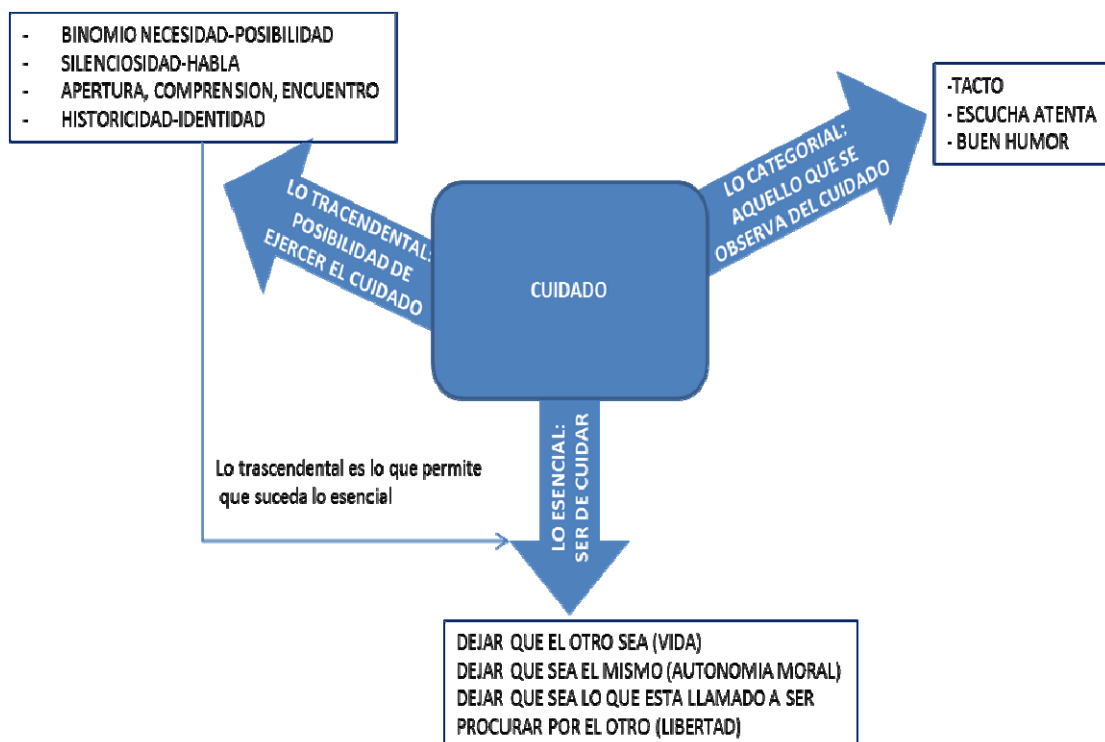 - BINOMIO NECESIDAD-POSIBILIDAD
- SILENCIOSIDAD-HABLA
- APERTURA, COMPRENSION, ENCUENTRO
- HISTORICIDAD-IDENTIDAD
LO TRACENDENTAL:
POSIBILIDAD DE
EJERCER EL CUIDADO
CUIDADO
LO CATEGORIAL:
AQUELLO QUE SE
OBSERVA DEL CUIDADO
-TACTO
- ESCUCHA ATENTA
- BUEN HUMOR
Lo trascendental es lo que permite
que suceda lo esencial
LO ESENCIAL:
SER DE CUIDAR
DEJAR QUE EL OTRO SEA (VIDA)
DEJAR QUE SEA EL MISMO (AUTONOMIA MORAL)
DEJAR QUE SEA LO QUE ESTA LLAMADO A SER
PROCURAR POR EL OTRO (LIBERTAD)